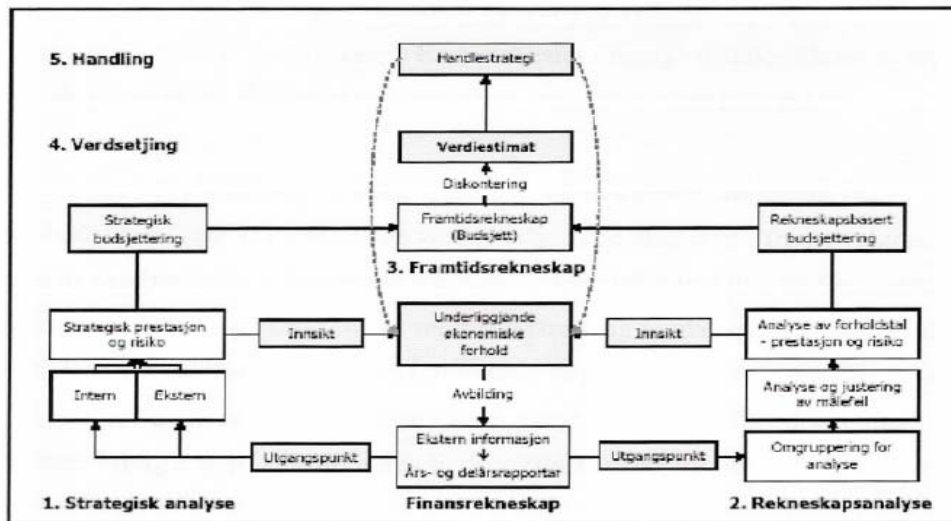 5. Handling
Handlestrategi
4. Verdsetjing
Verdiestimat
Diskontering
Strategisk
budsjettering
Framtidsrekneskap
(Budsjett)
Rekneskapsbasert
budsjettering
3. Framtidsrekneskap
Strategisk prestasjon
og risiko
Innsikt
Underliggjande
økonomiske
forhold
Innsikt
Analyse av forholdstal
- prestasjon og risiko
Intern
Ekstern
Avbilding
Analyse og justering
av målefeil
Utgangspunkt
Ekstern informasjon
Års- og delårsrapportar
Utgangspunkt
Omgruppering for
analyse
1. Strategisk analyse
Finansrekneskap
2. Rekneskapsanalyse